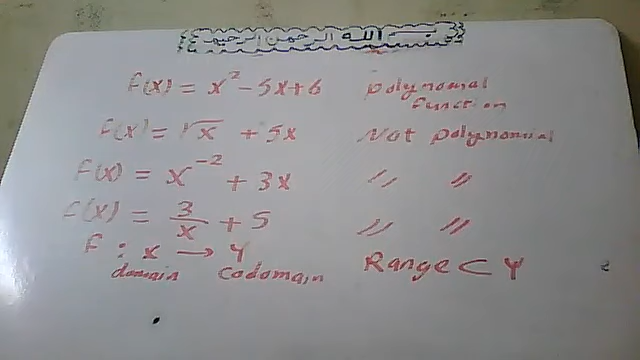 بسم الله الرحمن الرحيم
f(x) = x² - 5x + 6 polynomial function
f(x) = √x + 5x Not polynomial
f(x) = x⁻² + 3x // //
f(x) = 3/x + 5 // //
F : x → y Range ⊂ y
domain codomain